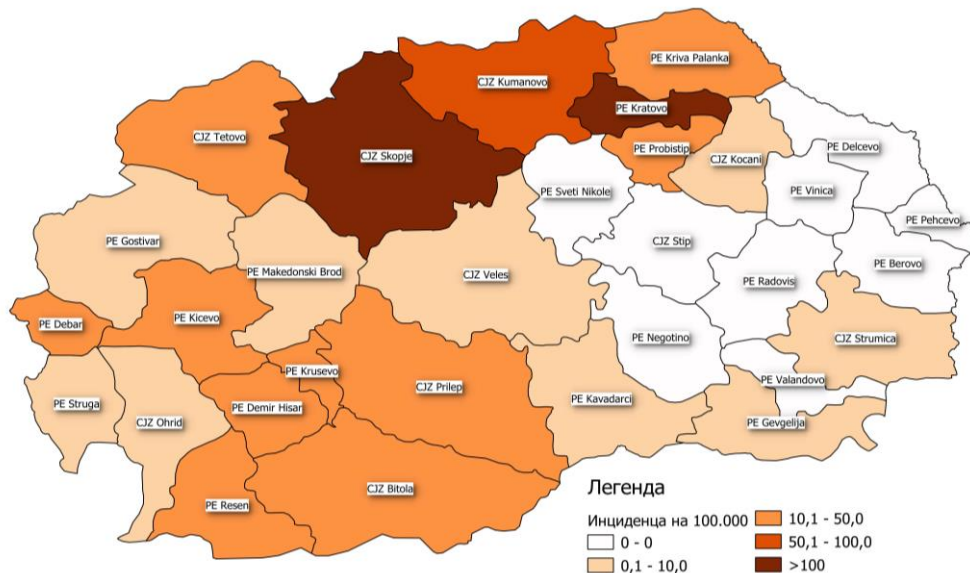 PE Kriva Palanka
CJZ Kumanovo
PE Kratovo
CJZ Tetovo
PE Probistip
PE Delcevo
CJZ Skopje
CJZ Kocani
PE Sveti Nikole
PE Vinica
PE Pehcevo
PE Gostivar
CJZ Stip
PE Makedonski Brod
CJZ Veles
PE Berovo
PE Radovis
PE Kicevo
PE Debar
PE Negotino
CJZ Strumica
PE Krusevo
PE Valandovo
CJZ Prilep
PE Kavadarci
PE Struga
PE Demir Hisar
CJZ Ohrid
PE Gevgelija
CJZ Bitola
PE Resen
Легенда
Инциденца на 100.000
0 - 0
0,1 - 10,0
10,1 - 50,0
50,1 - 100,0
>100